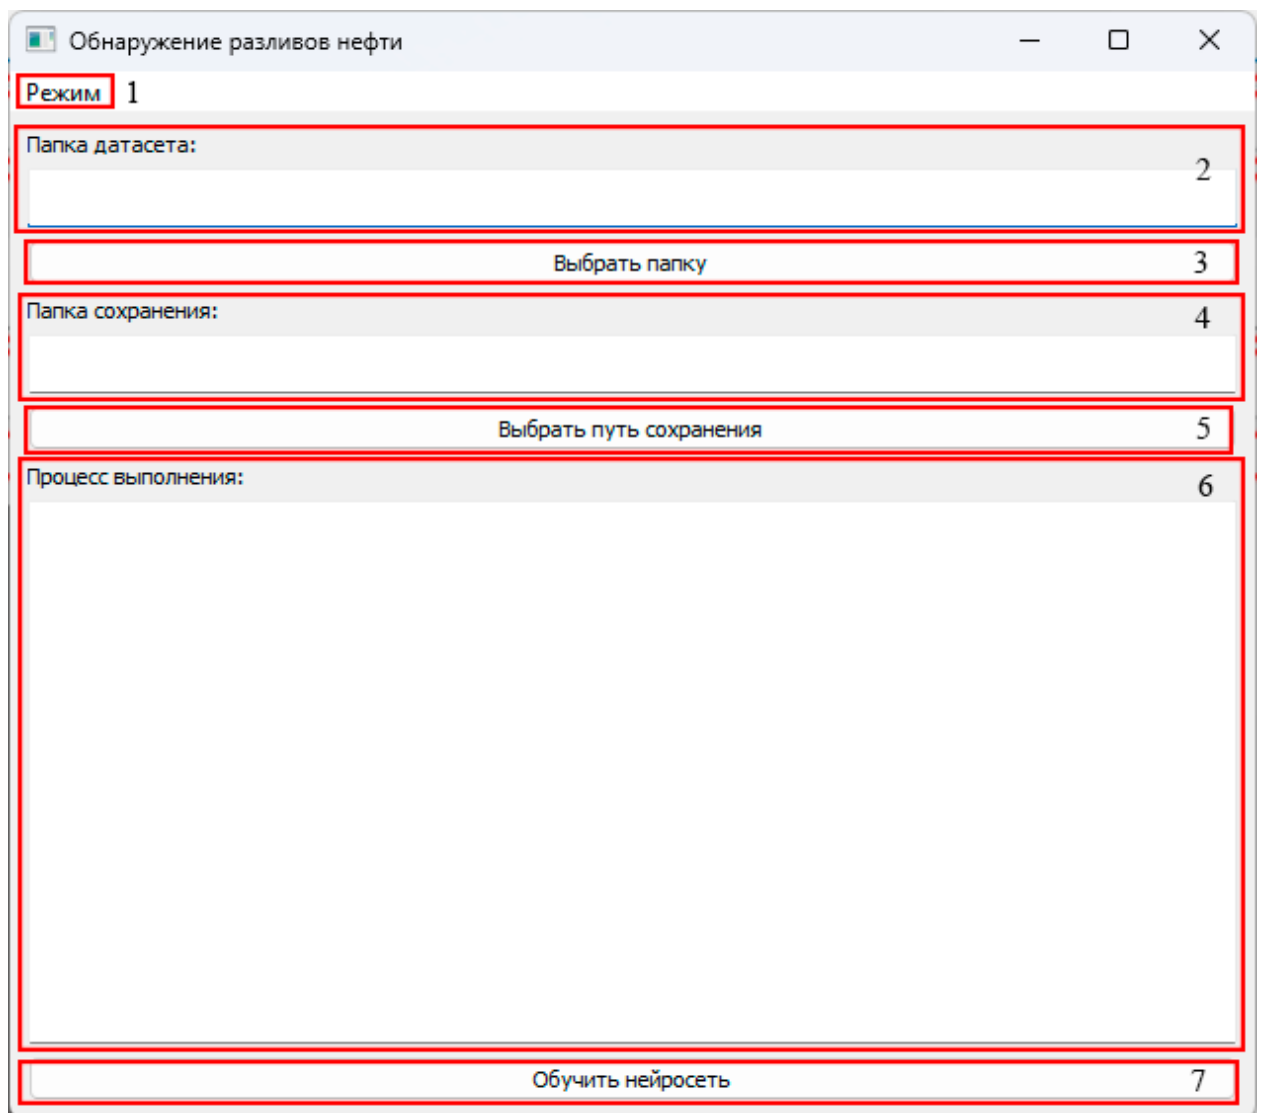 Обнаружение разливов нефти
Режим 1
Папка датасета:
2
Выбрать папку 3
Папка сохранения:
4
Выбрать путь сохранения 5
Процесс выполнения:
6
Обучить нейросеть 7